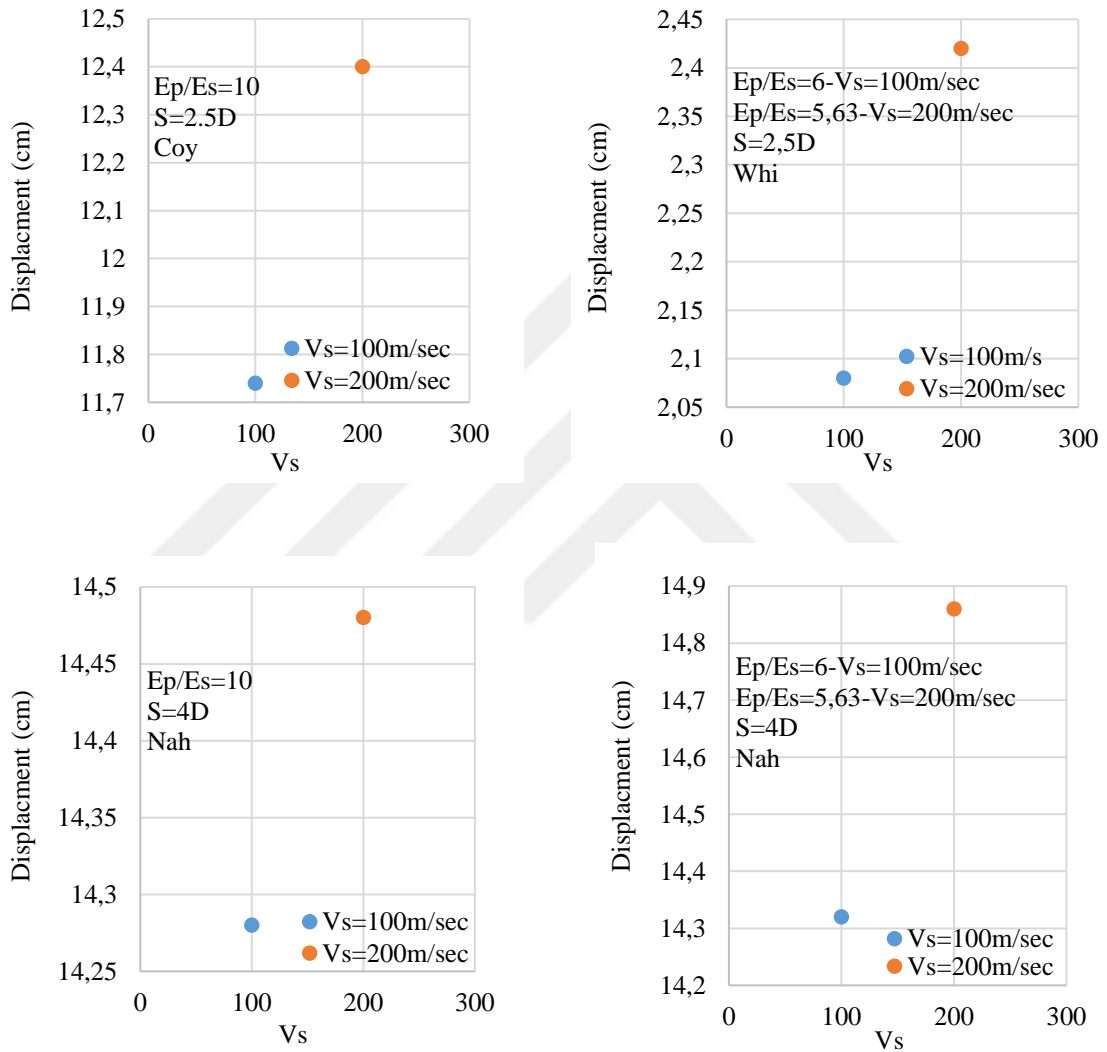 12,5
12,4
12,3
12,2
12,1
12
11,9
11,8
11,7
Displacment (cm)
Ep/Es=10
S=2.5D
Coy
Vs=100m/sec
Vs=200m/sec
0
100
200
300
Vs
2,45
2,4
2,35
2,3
2,25
2,2
2,15
2,1
2,05
Displacment (cm)
Ep/Es=6-Vs=100m/sec
Ep/Es=5,63-Vs=200m/sec
S=2,5D
Whi
Vs=100m/s
Vs=200m/sec
0
100
200
300
Vs
14,5
14,45
14,4
14,35
14,3
14,25
Displacment (cm)
Ep/Es=10
S=4D
Nah
Vs=100m/sec
Vs=200m/sec
0
100
200
300
Vs
14,9
14,8
14,7
14,6
14,5
14,4
14,3
14,2
Displacment (cm)
Ep/Es=6-Vs=100m/sec
Ep/Es=5,63-Vs=200m/sec
S=4D
Nah
Vs=100m/sec
Vs=200m/sec
0
100
200
300
Vs